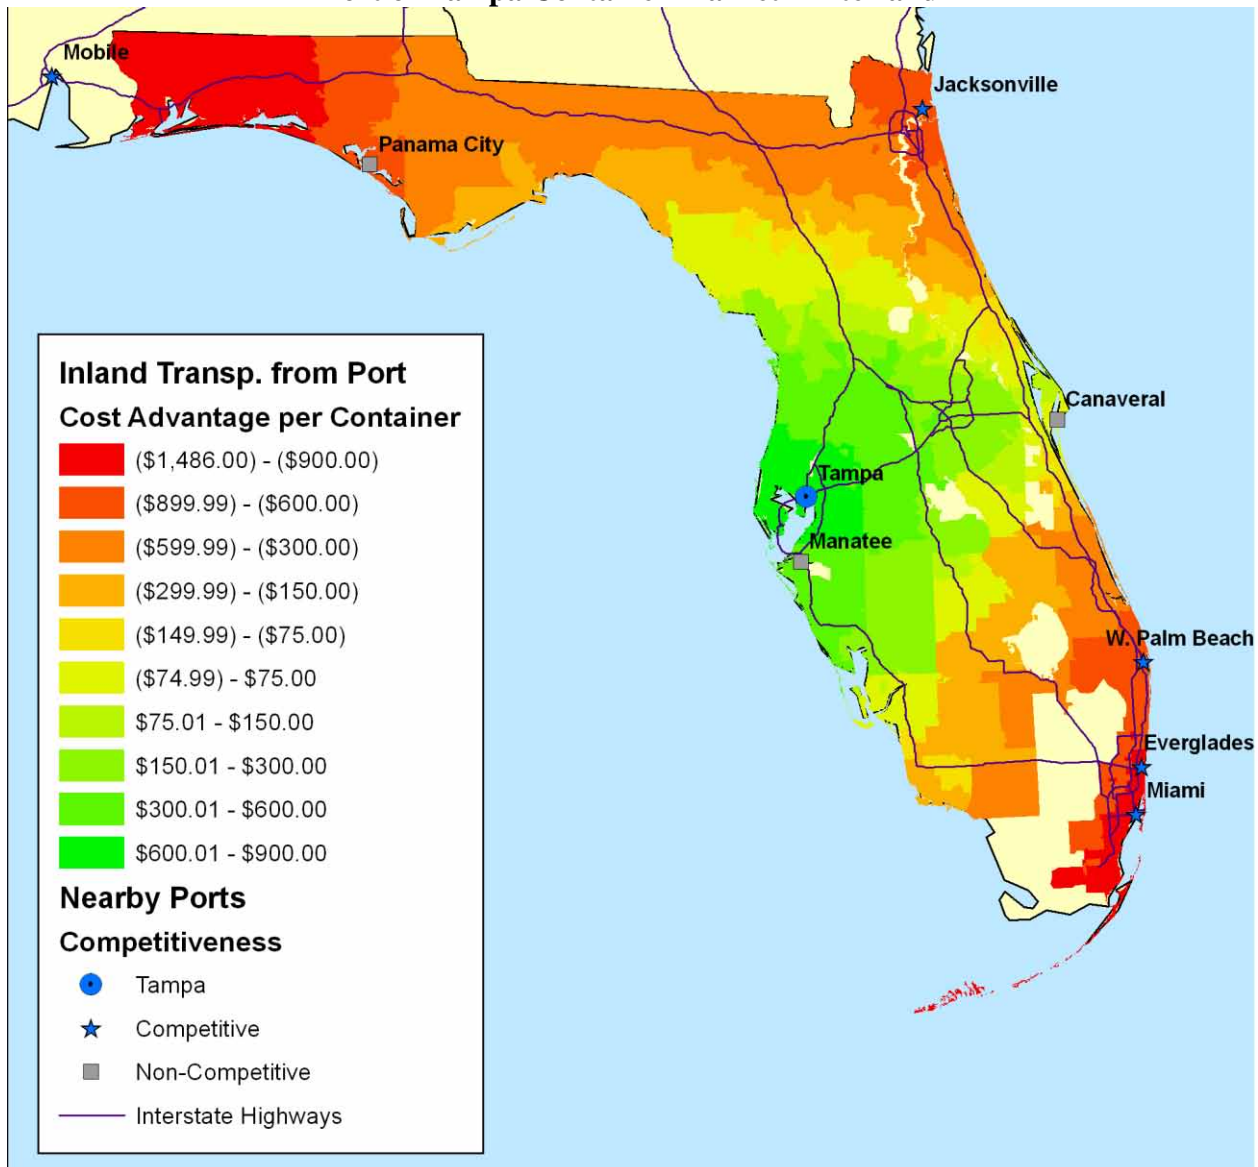 Mobile
Jacksonville
Panama City
Canaveral
Tampa
Manatee
W. Palm Beach
Everglades
Miami
Inland Transp. from Port
Cost Advantage per Container
($1,486.00) - ($900.00)
($899.99) - ($600.00)
($599.99) - ($300.00)
($299.99) - ($150.00)
($149.99) - ($75.00)
($74.99) - $75.00
$75.01 - $150.00
$150.01 - $300.00
$300.01 - $600.00
$600.01 - $900.00
Nearby Ports
Competitiveness
Tampa
Competitive
Non-Competitive
Interstate Highways